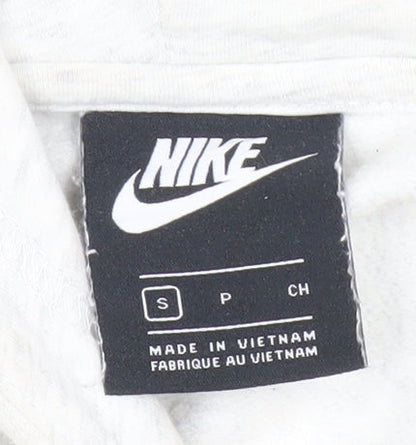 NIKE
S P CH
MADE IN VIETNAM
FABRIQUE AU VIETNAM